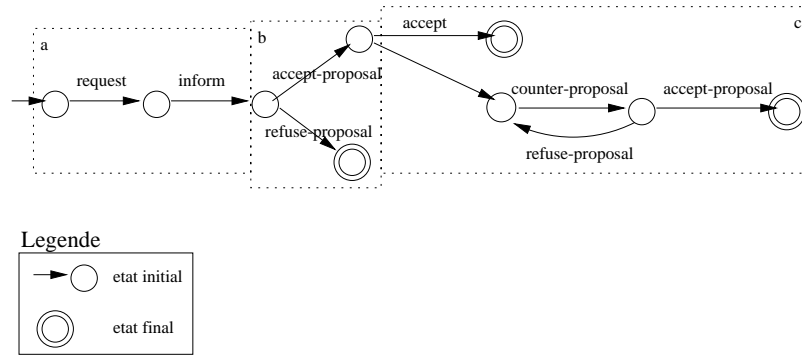 a
b
c
request
inform
accept-proposal
refuse-proposal
accept
counter-proposal
accept-proposal
refuse-proposal
Legende
etat initial
etat final